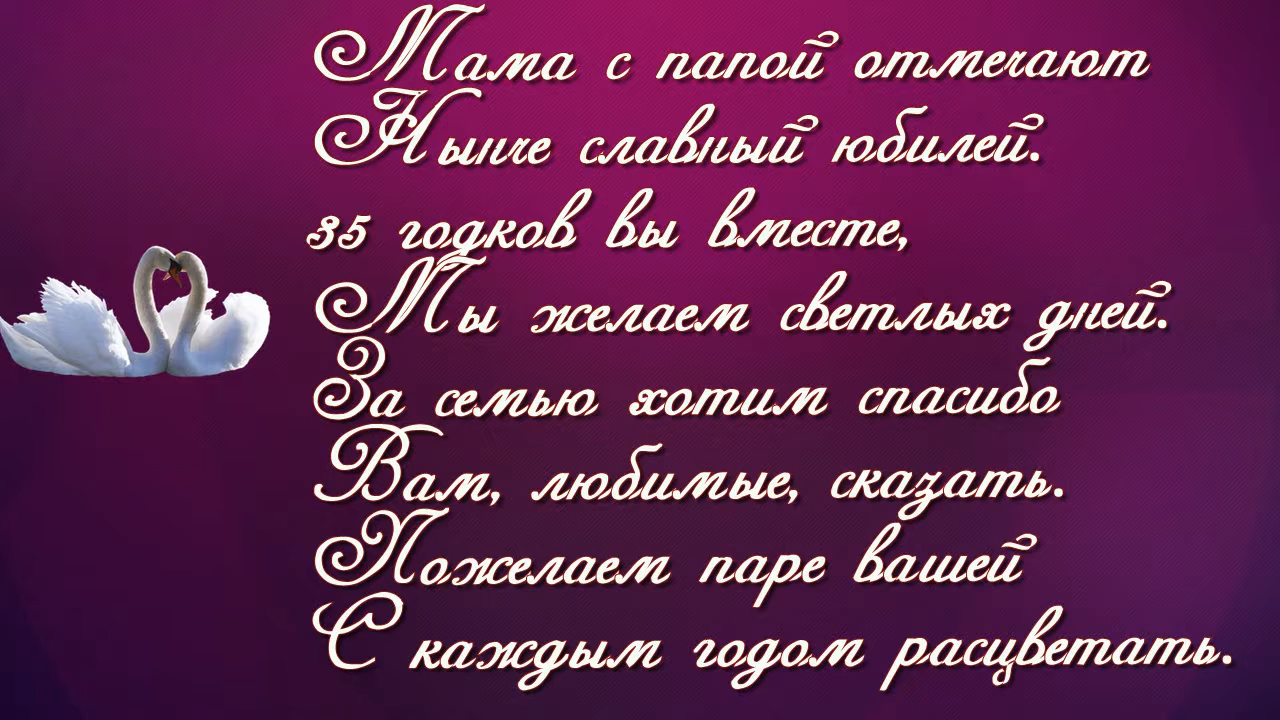 Мама с папой отмечают
Нынче славный юбилей.
35 годков вы вместе,
Мы желаем светлых дней.
За семью хотим спасибо
Вам, любимые, сказать.
Пожелаем паре вашей
С каждым годом расцветать.